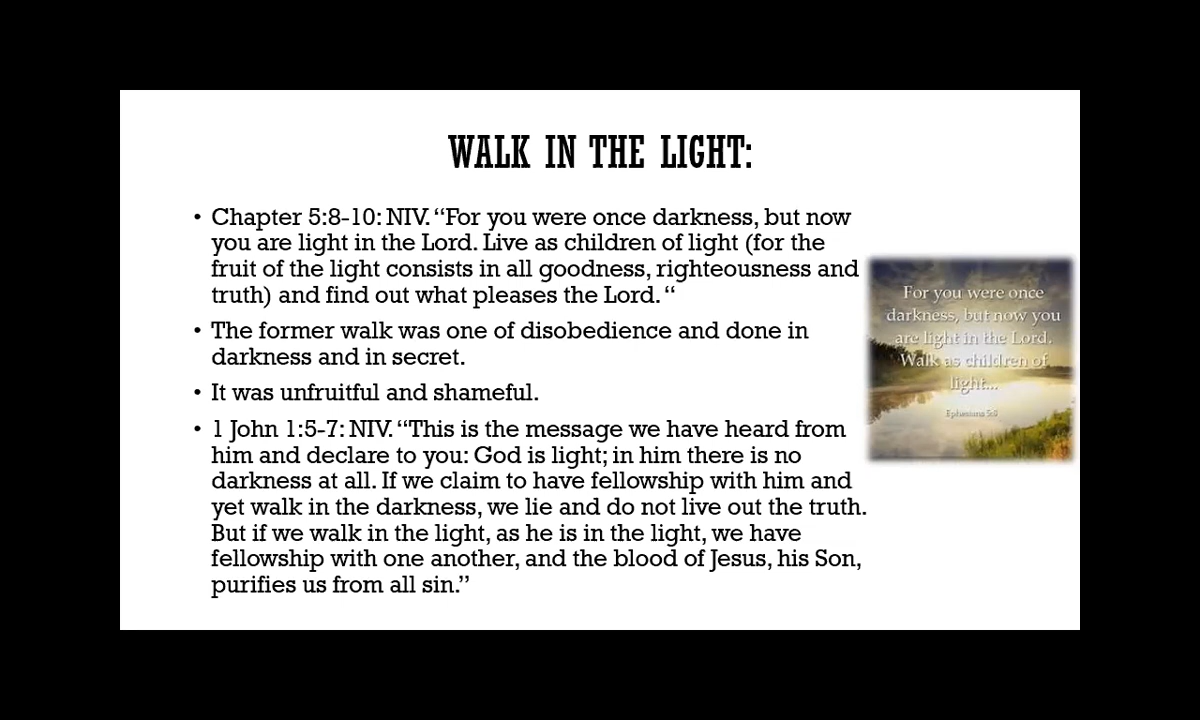 WALK IN THE LIGHT:
• Chapter 5:8-10: NIV. “For you were once darkness, but now
you are light in the Lord. Live as children of light (for the
fruit of the light consists in all goodness, righteousness and
truth) and find out what pleases the Lord. “
• The former walk was one of disobedience and done in
darkness and in secret.
• It was unfruitful and shameful.
• 1 John 1:5-7: NIV. “This is the message we have heard from
him and declare to you: God is light; in him there is no
darkness at all. If we claim to have fellowship with him and
yet walk in the darkness, we lie and do not live out the truth.
But if we walk in the light, as he is in the light, we have
fellowship with one another, and the blood of Jesus, his Son,
purifies us from all sin.”
For you were once
darkness, but now you
are light in the Lord.
Walk as children of
light...
Ephesians 5:8